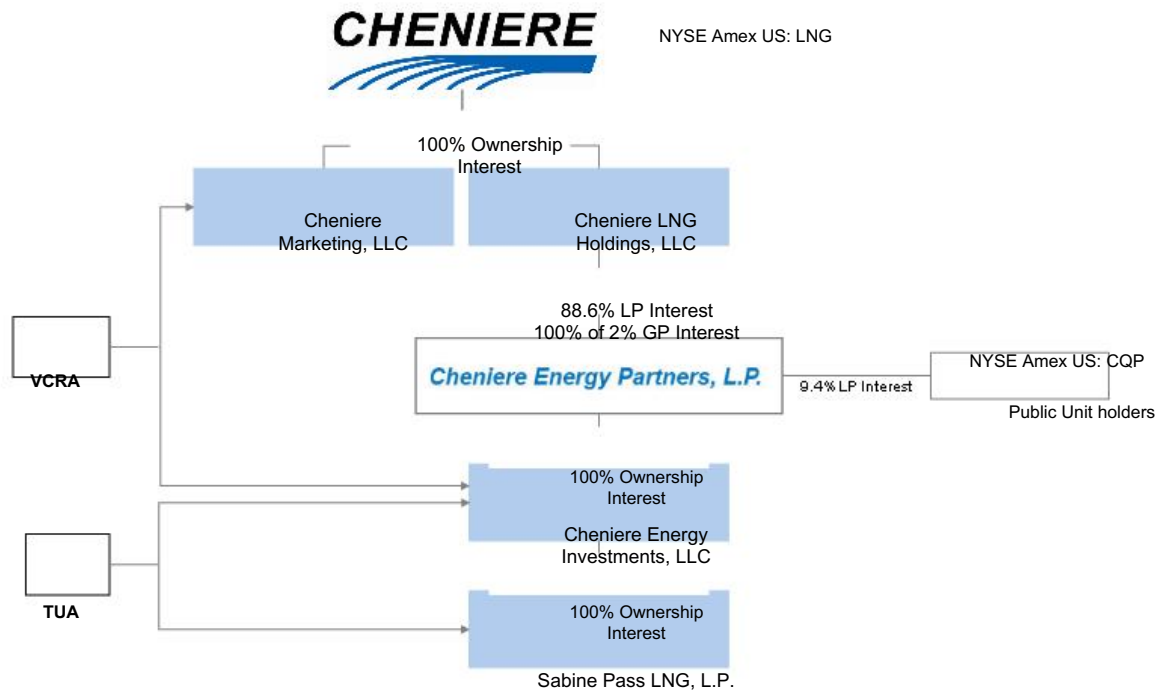 CHENIERE
NYSE Amex US: LNG
100% Ownership
Interest
Cheniere
Marketing, LLC
Cheniere LNG
Holdings, LLC
88.6% LP Interest
100% of 2% GP Interest
VCRA
Cheniere Energy Partners, L.P.
9.4% LP Interest
NYSE Amex US: CQP
Public Unit holders
100% Ownership
Interest
Cheniere Energy
Investments, LLC
TUA
100% Ownership
Interest
Sabine Pass LNG, L.P.